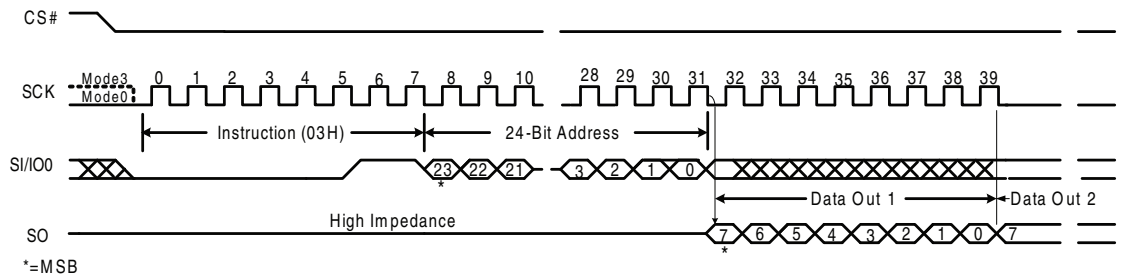 CS#
Mode3
0 1 2 3 4 5 6 7 8 9 10 28 29 30 31 32 33 34 35 36 37 38 39
SCK
Mode0
Instruction (03H) 24-Bit Address
SI/IO0 23 22 21 3 2 1 0
*
Data Out 1 Data Out 2
High Impedance
SO 7 6 5 4 3 2 1 0 7
*
*=MSB